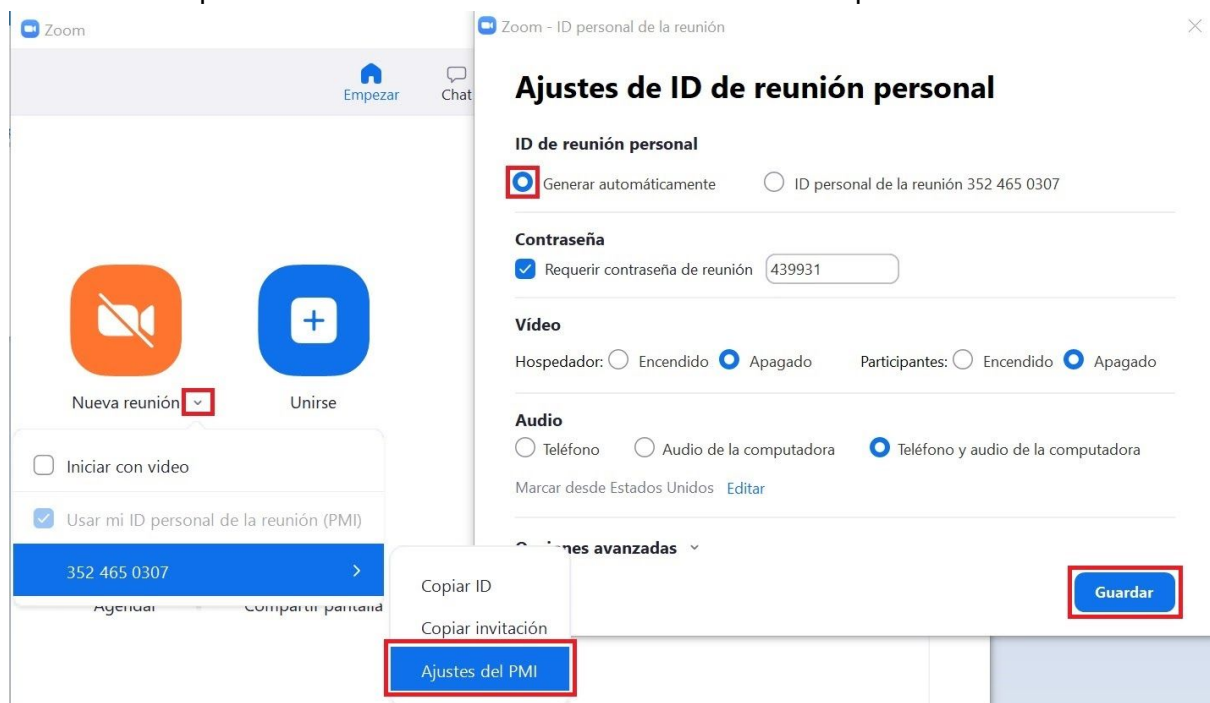 Zoom
Empezar
Chat
Nueva reunión
Unirse
Iniciar con video
Usar mi ID personal de la reunión (PMI)
352 465 0307
Agendar
Compartir pantalla
Copiar ID
Copiar invitación
Ajustes del PMI
Zoom - ID personal de la reunión
Ajustes de ID de reunión personal
ID de reunión personal
Generar automáticamente ID personal de la reunión 352 465 0307
Contraseña
Requerir contraseña de reunión 439931
Vídeo
Hospedador: Encendido Apagado Participantes: Encendido Apagado
Audio
Teléfono Audio de la computadora Teléfono y audio de la computadora
Marcar desde Estados Unidos Editar
Opciones avanzadas
Guardar